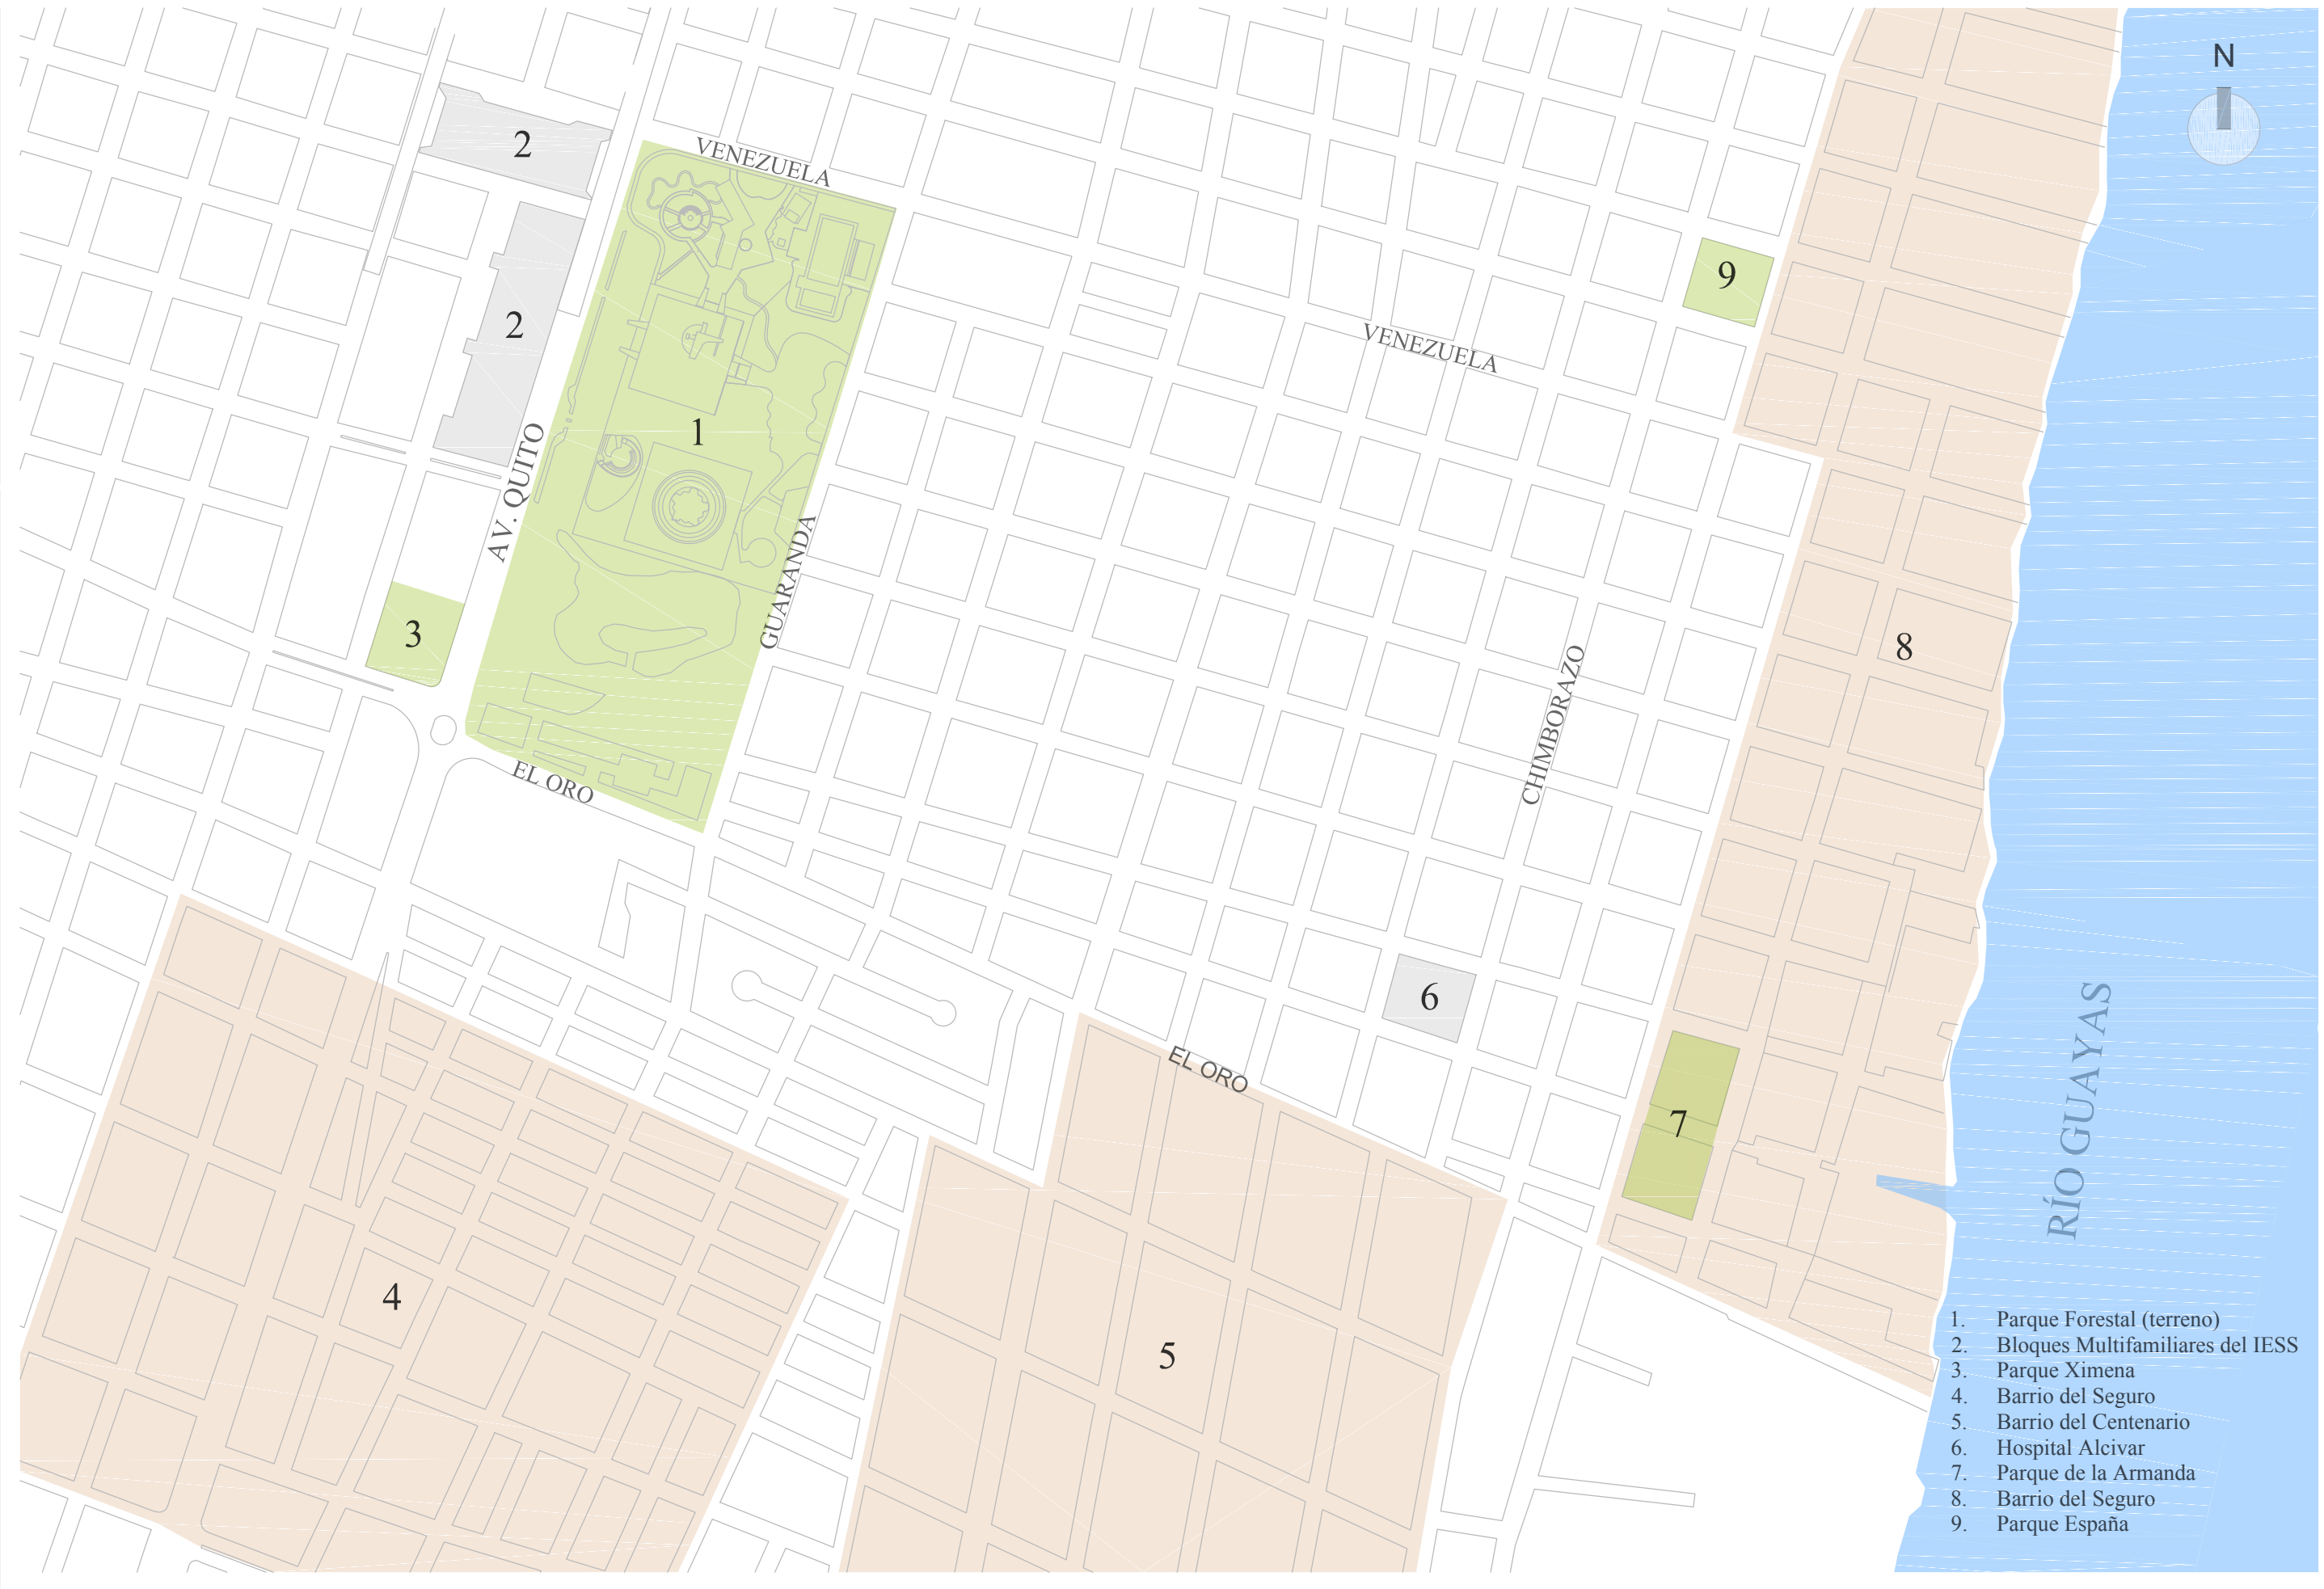 N
VENEZUELA
2
9
2
VENEZUELA
1
AV. QUITO
GUARANDA
3
8
CHIMBORAZO
EL ORO
6
EL ORO
7
RÍO GUAYAS
4
5
1. Parque Forestal (terreno)
2. Bloques Multifamiliares del IESS
3. Parque Ximena
4. Barrio del Seguro
5. Barrio del Centenario
6. Hospital Alcivar
7. Parque de la Armanda
8. Barrio del Seguro
9. Parque España